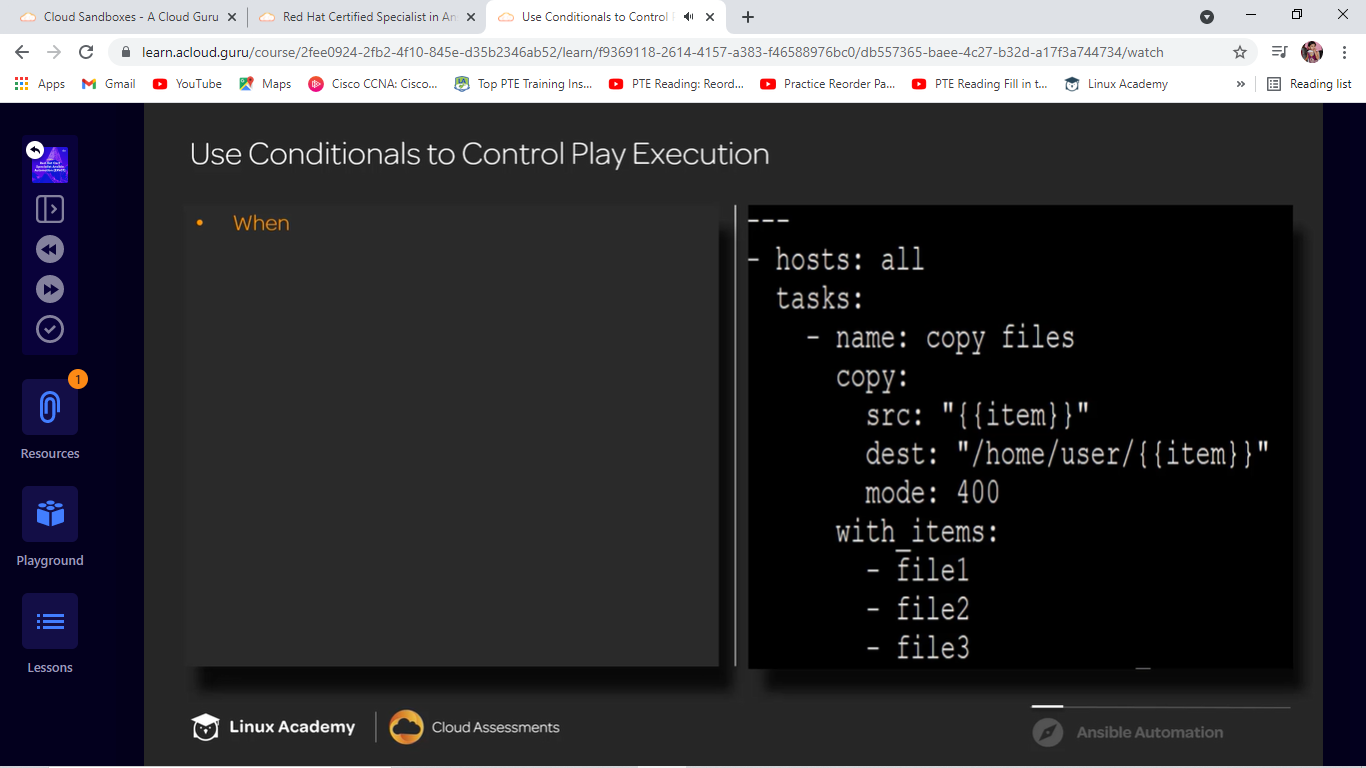 Cloud Sandboxes - A Cloud Guru
Red Hat Certified Specialist in An
Use Conditionals to Control
learn.acloud.guru/course/2fee0924-2fb2-4f10-845e-d35b2346ab52/learn/f9369118-2614-4157-a383-f46588976bc0/db557365-baee-4c27-b32d-a17f3a744734/watch
Apps
Gmail
YouTube
Maps
Cisco CCNA: Cisco...
Top PTE Training Ins...
PTE Reading: Reord...
Practice Reorder Pa...
PTE Reading Fill in t...
Linux Academy
»
Reading list
Use Conditionals to Control Play Execution
• When
---
- hosts: all
tasks:
- name: copy files
copy:
src: "{{item}}"
dest: "/home/user/{{item}}"
mode: 400
with_items:
- file1
- file2
- file3
1
Resources
Playground
Lessons
Linux Academy
Cloud Assessments
Ansible Automation